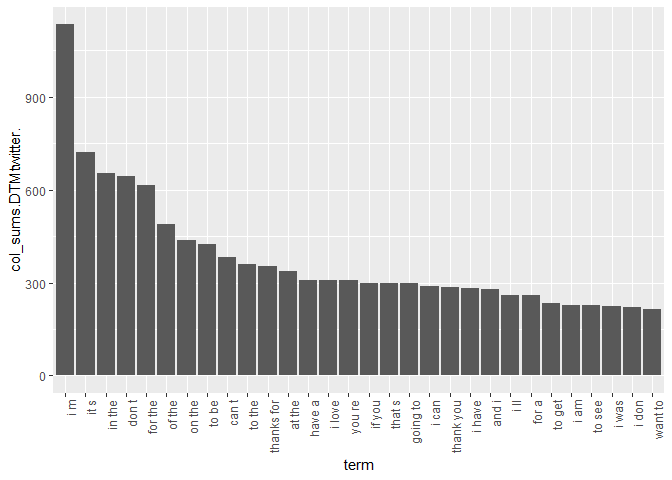 col_sums.DTMtwitter.
900
600
300
0
i m
it s
in the
don t
for the
of the
on the
to be
can t
to the
thanks for
at the
have a
i love
you re
if you
that s
going to
i can
thank you
i have
and i
i ll
for a
to get
i am
to see
i was
i don
want to
term